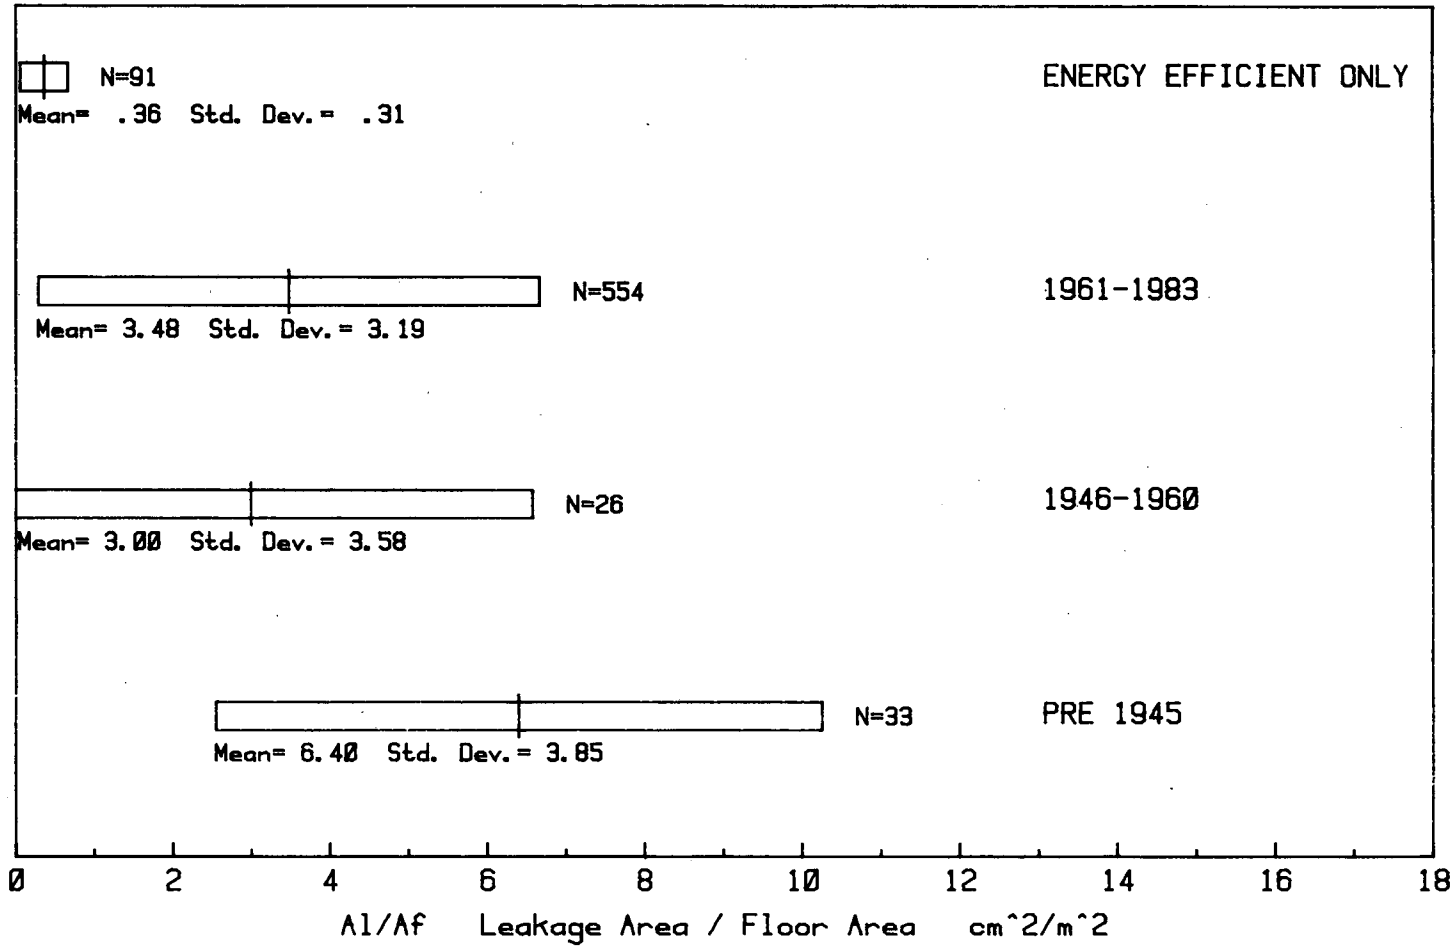 N=91 ENERGY EFFICIENT ONLY
Mean= .36 Std. Dev.= .31
N=554 1961-1983
Mean= 3.48 Std. Dev.= 3.19
N=26 1946-1960
Mean= 3.00 Std. Dev.= 3.58
N=33 PRE 1945
Mean= 6.40 Std. Dev.= 3.85
0 2 4 6 8 10 12 14 16 18
Al/Af Leakage Area / Floor Area cm^2/m^2